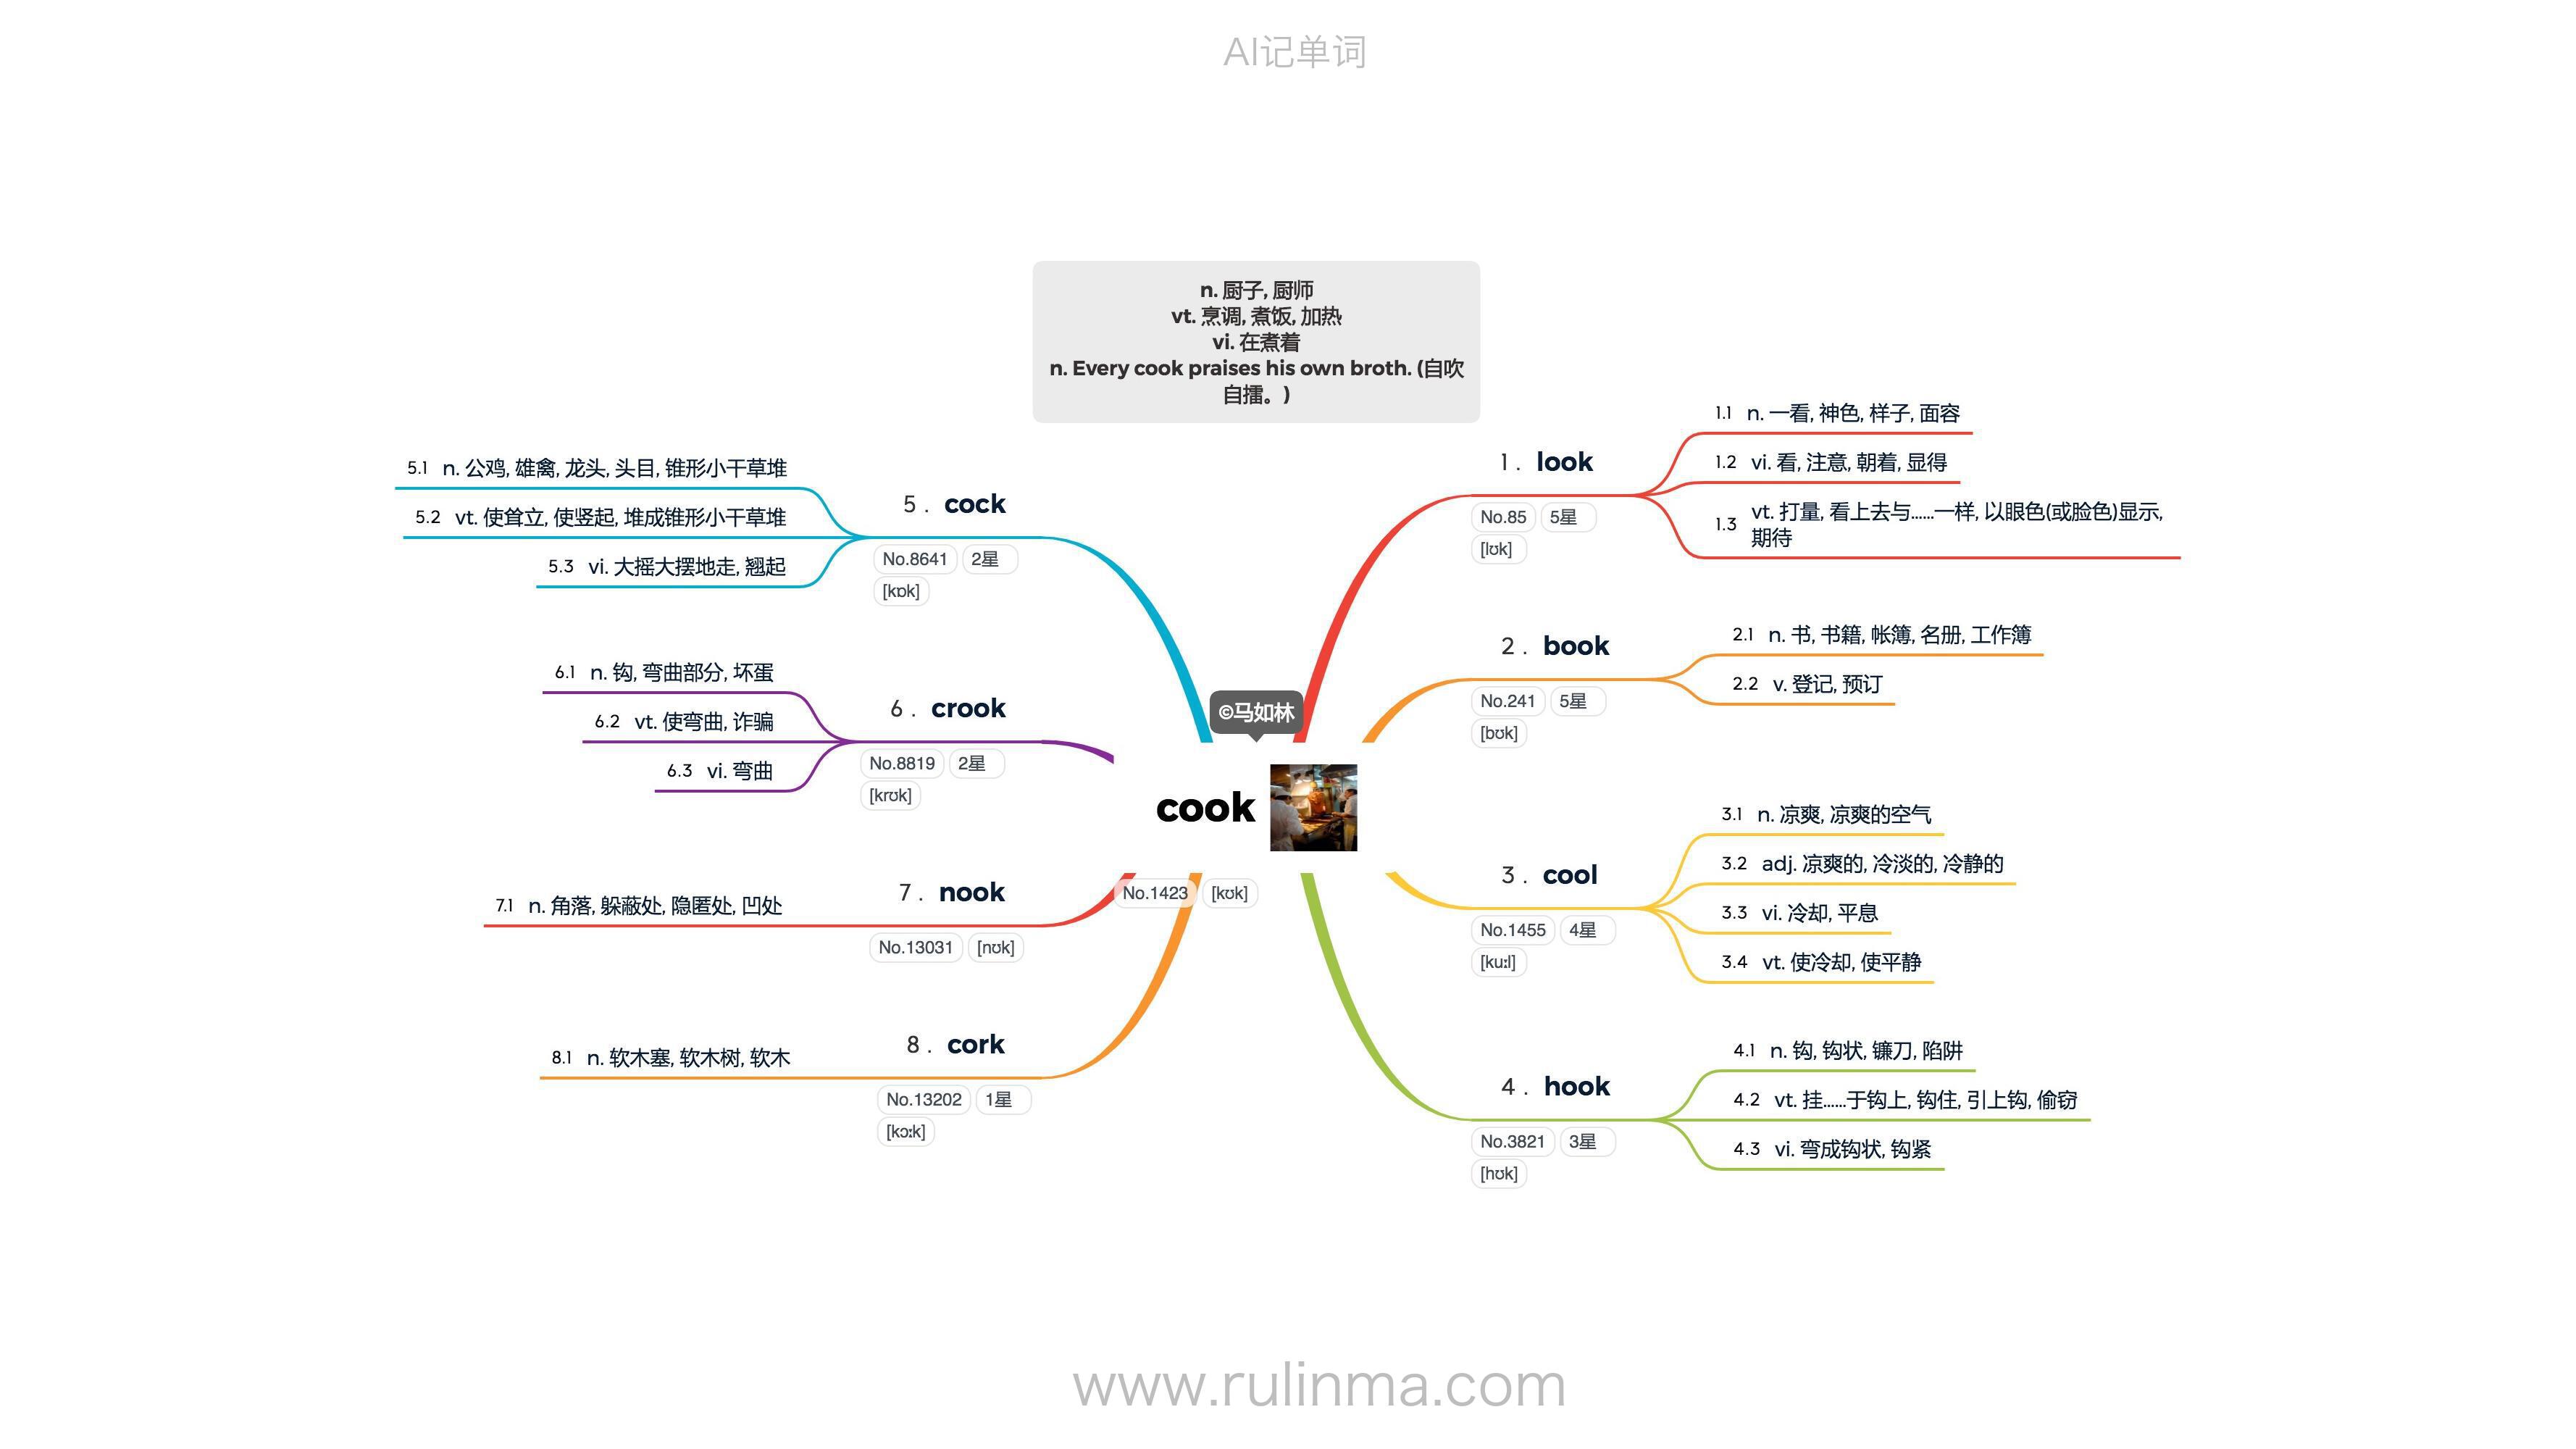 AI记单词
n. 厨子, 厨师
vt. 烹调, 煮饭, 加热
vi. 在煮着
n. Every cook praises his own broth. (自吹
自擂。)
©马如林
cook
No.1423 [kʊk]
1 . look
No.85 5星
[lʊk]
1.1 n. 一看, 神色, 样子, 面容
1.2 vi. 看, 注意, 朝着, 显得
1.3 vt. 打量, 看上去与……一样, 以眼色(或脸色)显示,
期待
2 . book
No.241 5星
[bʊk]
2.1 n. 书, 书籍, 帐簿, 名册, 工作簿
2.2 v. 登记, 预订
3 . cool
No.1455 4星
[kuːl]
3.1 n. 凉爽, 凉爽的空气
3.2 adj. 凉爽的, 冷淡的, 冷静的
3.3 vi. 冷却, 平息
3.4 vt. 使冷却, 使平静
4 . hook
No.3821 3星
[hʊk]
4.1 n. 钩, 钩状, 镰刀, 陷阱
4.2 vt. 挂……于钩上, 钩住, 引上钩, 偷窃
4.3 vi. 弯成钩状, 钩紧
5 . cock
No.8641 2星
[kɒk]
5.1 n. 公鸡, 雄禽, 龙头, 头目, 锥形小干草堆
5.2 vt. 使耸立, 使竖起, 堆成锥形小干草堆
5.3 vi. 大摇大摆地走, 翘起
6 . crook
No.8819 2星
[krʊk]
6.1 n. 钩, 弯曲部分, 坏蛋
6.2 vt. 使弯曲, 诈骗
6.3 vi. 弯曲
7 . nook
No.13031 [nʊk]
7.1 n. 角落, 躲蔽处, 隐匿处, 凹处
8 . cork
No.13202 1星
[kɔːk]
8.1 n. 软木塞, 软木树, 软木
www.rulinma.com